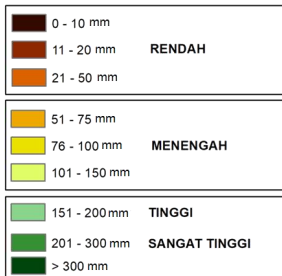 0 - 10 mm
11 - 20 mm RENDAH
21 - 50 mm
51 - 75 mm
76 - 100 mm MENENGAH
101 - 150 mm
151 - 200 mm TINGGI
201 - 300 mm SANGAT TINGGI
> 300 mm